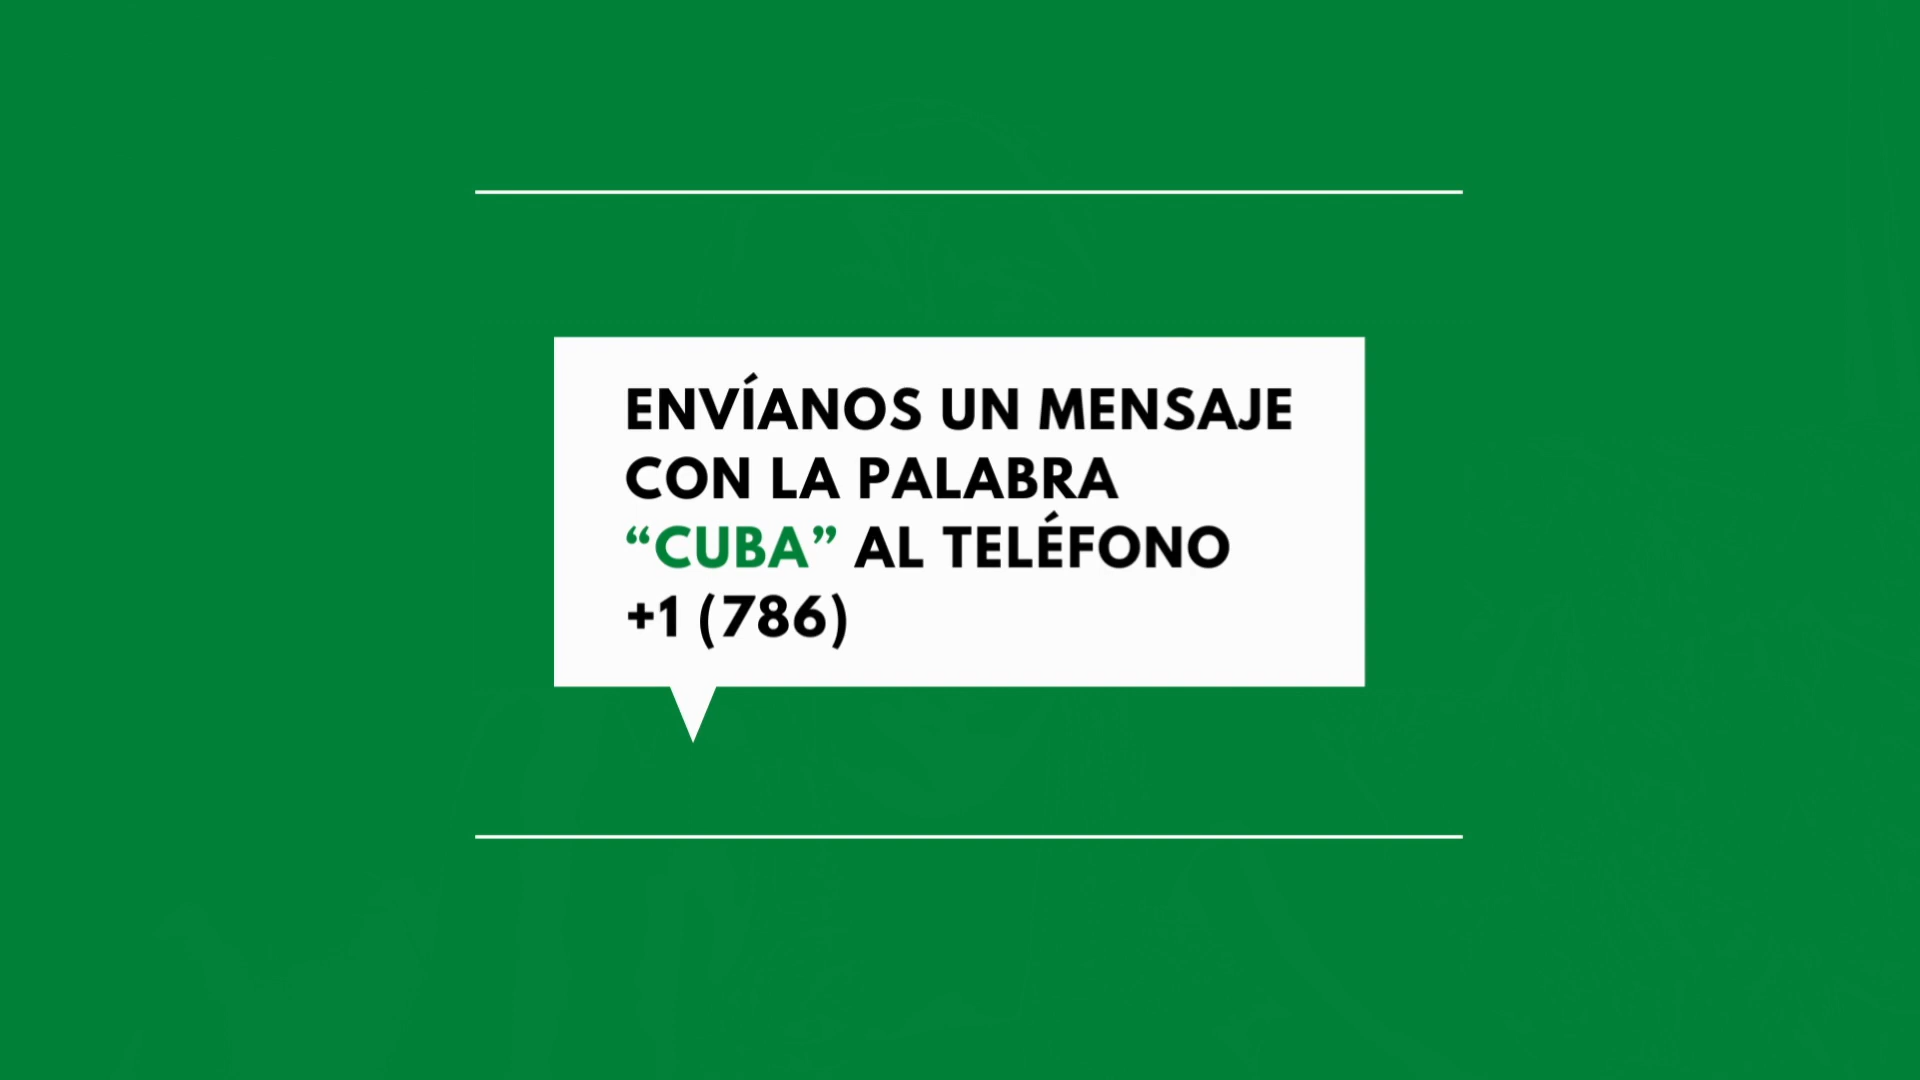 ENVÍANOS UN MENSAJE
CON LA PALABRA
“CUBA” AL TELÉFONO
+1 (786)